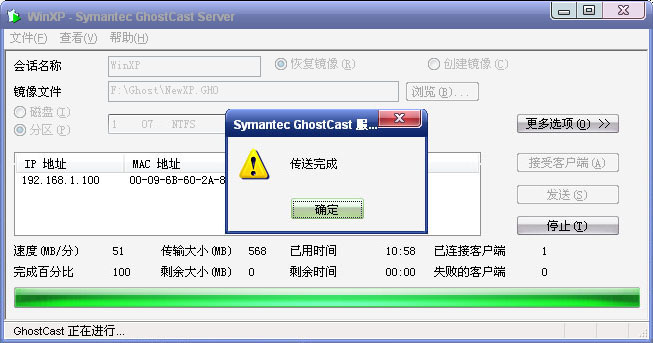 WinXP - Symantec GhostCast Server
文件(F) 查看(V) 帮助(H)
会话名称 WinXP 恢复镜像(R) 创建镜像(C)
镜像文件 F:\Ghost\NewXP.GHO 浏览(B)...
磁盘(I)
分区(P) 1 07 NTFS 更多选项(O) >>
Symantec GhostCast 服...
传送完成
确定
IP 地址 MAC 地址 接受客户端(A)
192.168.1.100 00-09-6B-60-2A-8
发送(S)
停止(T)
速度(MB/分) 51 传输大小(MB) 568 已用时间 10:58 已连接客户端 1
完成百分比 100 剩余大小(MB) 0 剩余时间 00:00 失败的客户端 0
GhostCast 正在进行...